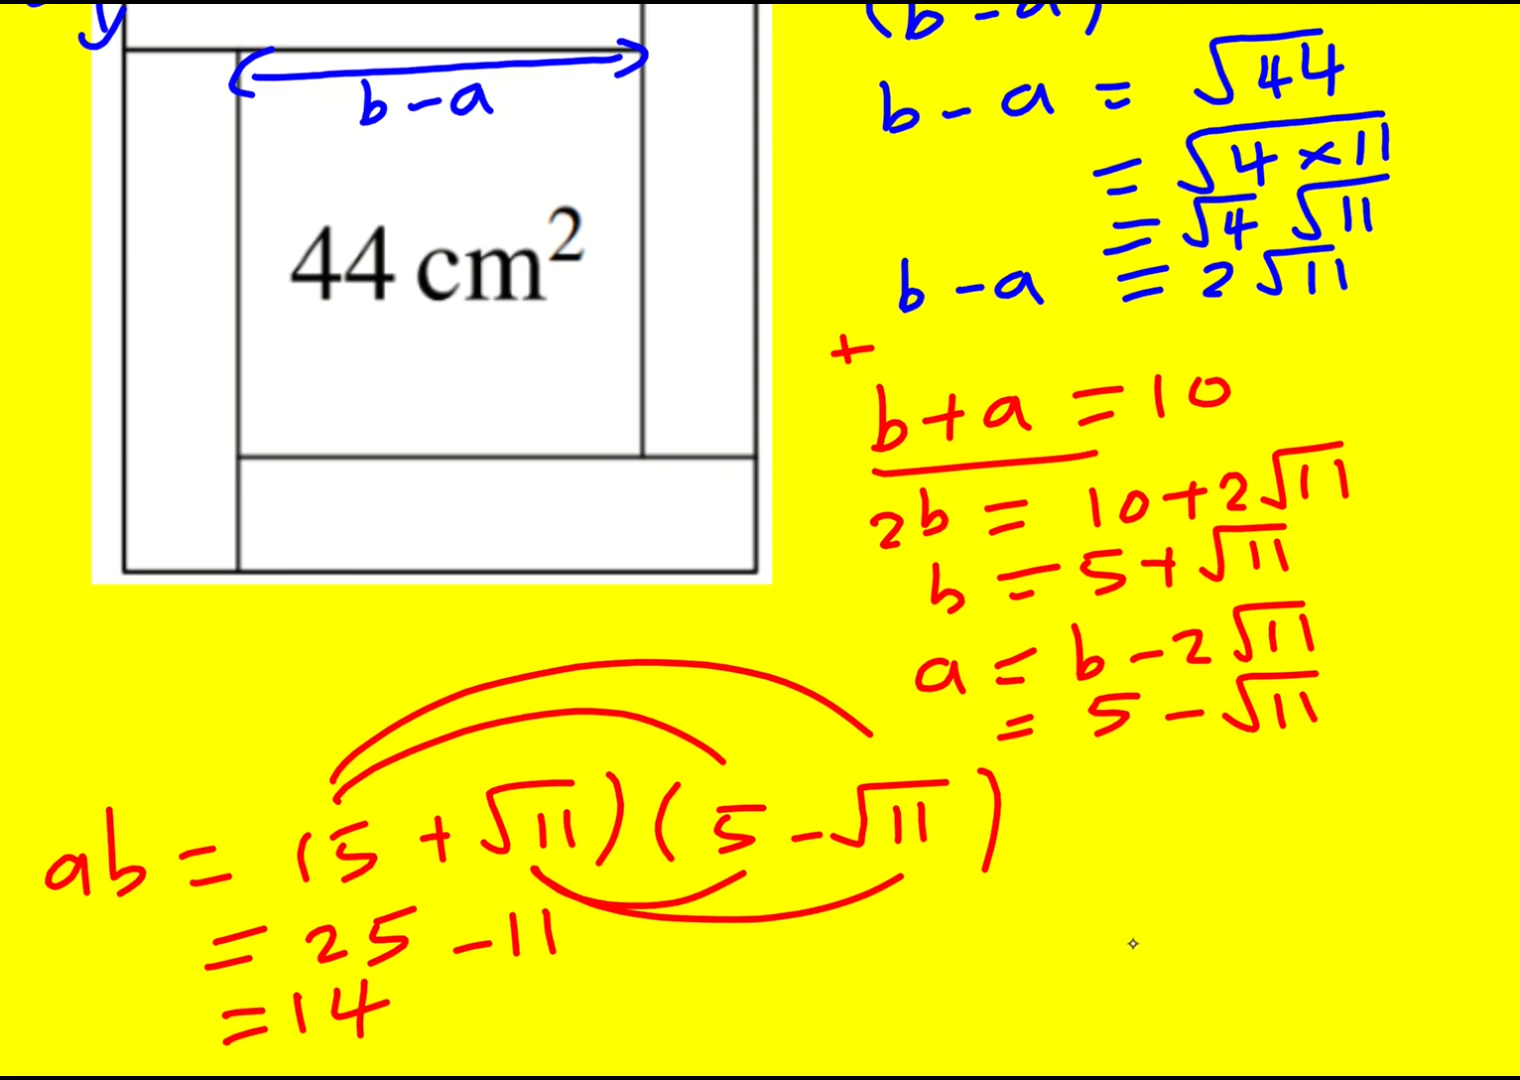 y
(b - a)
b - a
b - a = √44
= √4 × 11
= √4 √11
b - a = 2√11
44 cm²
+
b + a = 10
2b = 10 + 2√11
b = 5 + √11
a = b - 2√11
= 5 - √11
ab = (5 + √11)(5 - √11)
= 25 - 11
= 14